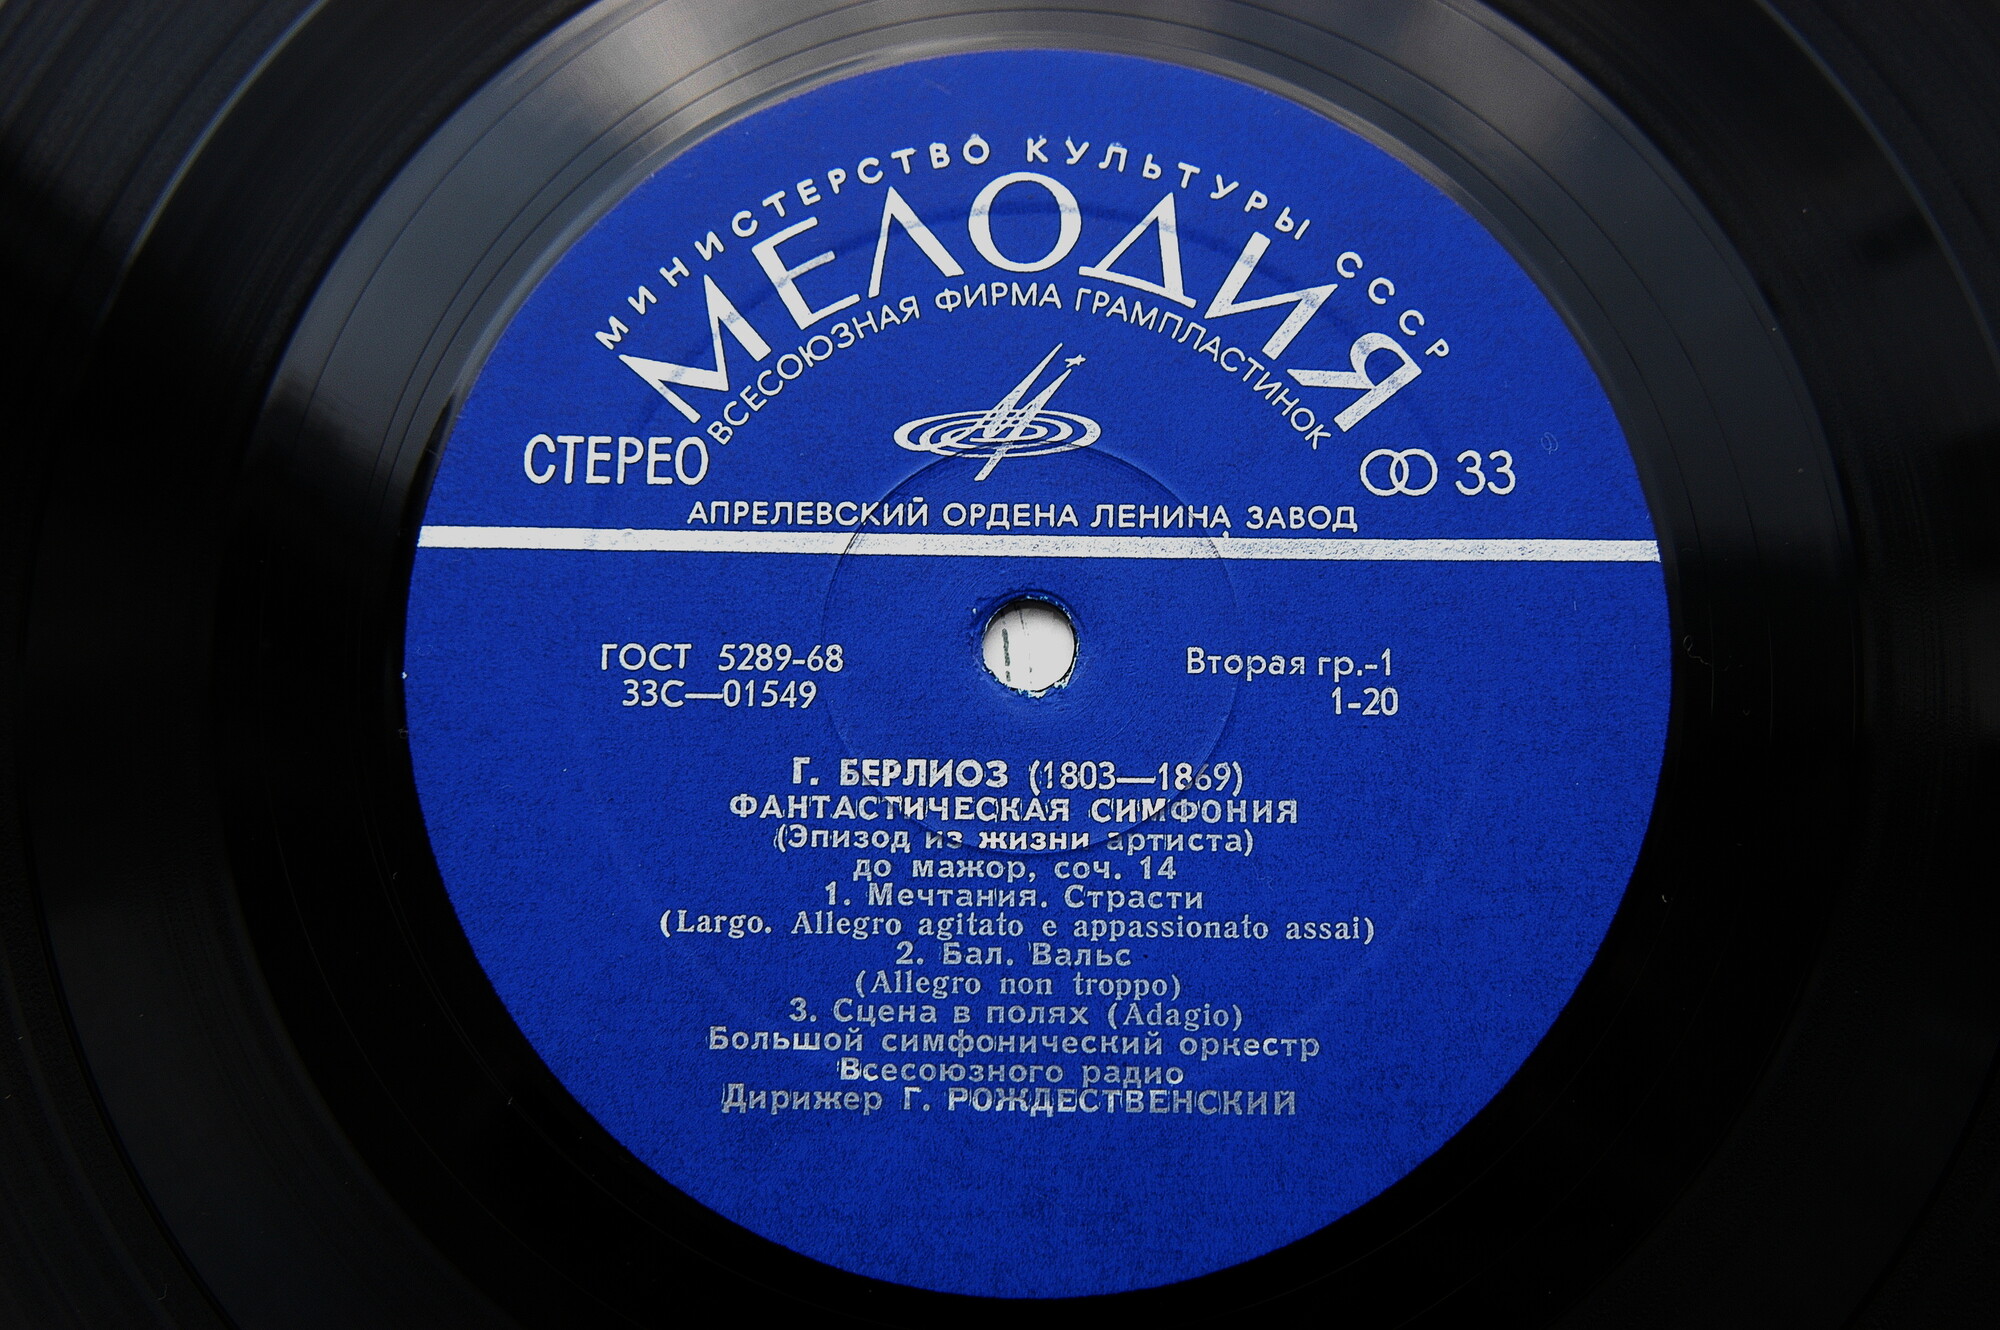 МИНИСТЕРСТВО КУЛЬТУРЫ СССР
МЕЛОДИЯ
ВСЕСОЮЗНАЯ ФИРМА ГРАМПЛАСТИНОК
СТЕРЕО
33
АПРЕЛЕВСКИЙ ОРДЕНА ЛЕНИНА ЗАВОД
ГОСТ 5289-68
Вторая гр.-1
33С—01549
1-20
Г. БЕРЛИОЗ (1803—1869)
ФАНТАСТИЧЕСКАЯ СИМФОНИЯ
(Эпизод из жизни артиста)
до мажор, соч. 14
1. Мечтания. Страсти
(Largo. Allegro agitato e appassionato assai)
2. Бал. Вальс
(Allegro non troppo)
3. Сцена в полях (Adagio)
Большой симфонический оркестр
Всесоюзного радио
Дирижер Г. РОЖДЕСТВЕНСКИЙ